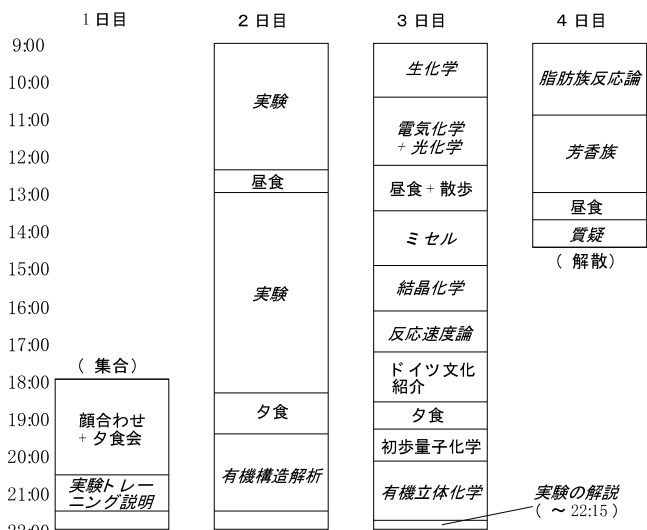 1日目
2日目
3日目
4日目
9:00
10:00
11:00
12:00
13:00
14:00
15:00
16:00
17:00
18:00
19:00
20:00
21:00
22:00
(集合)
顔合わせ
+夕食会
実験トレー
ニング説明
実験
昼食
実験
夕食
有機構造解析
生化学
電気化学
+光化学
昼食+散歩
ミセル
結晶化学
反応速度論
ドイツ文化
紹介
夕食
初歩量子化学
有機立体化学
脂肪族反応論
芳香族
昼食
質疑
(解散)
実験の解説
(～22:15)